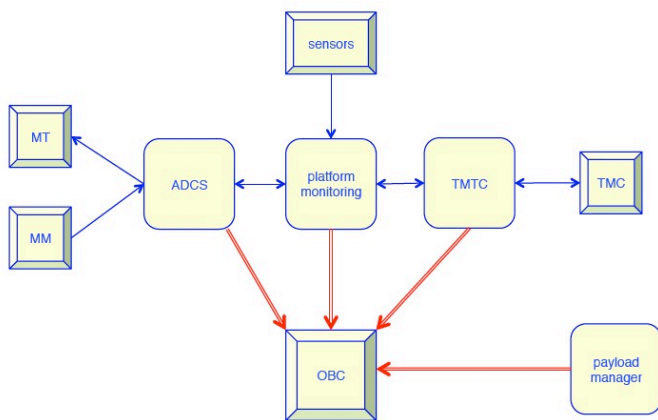 sensors
MT
ADCS
platform
monitoring
TMTC
TMC
MM
OBC
payload
manager